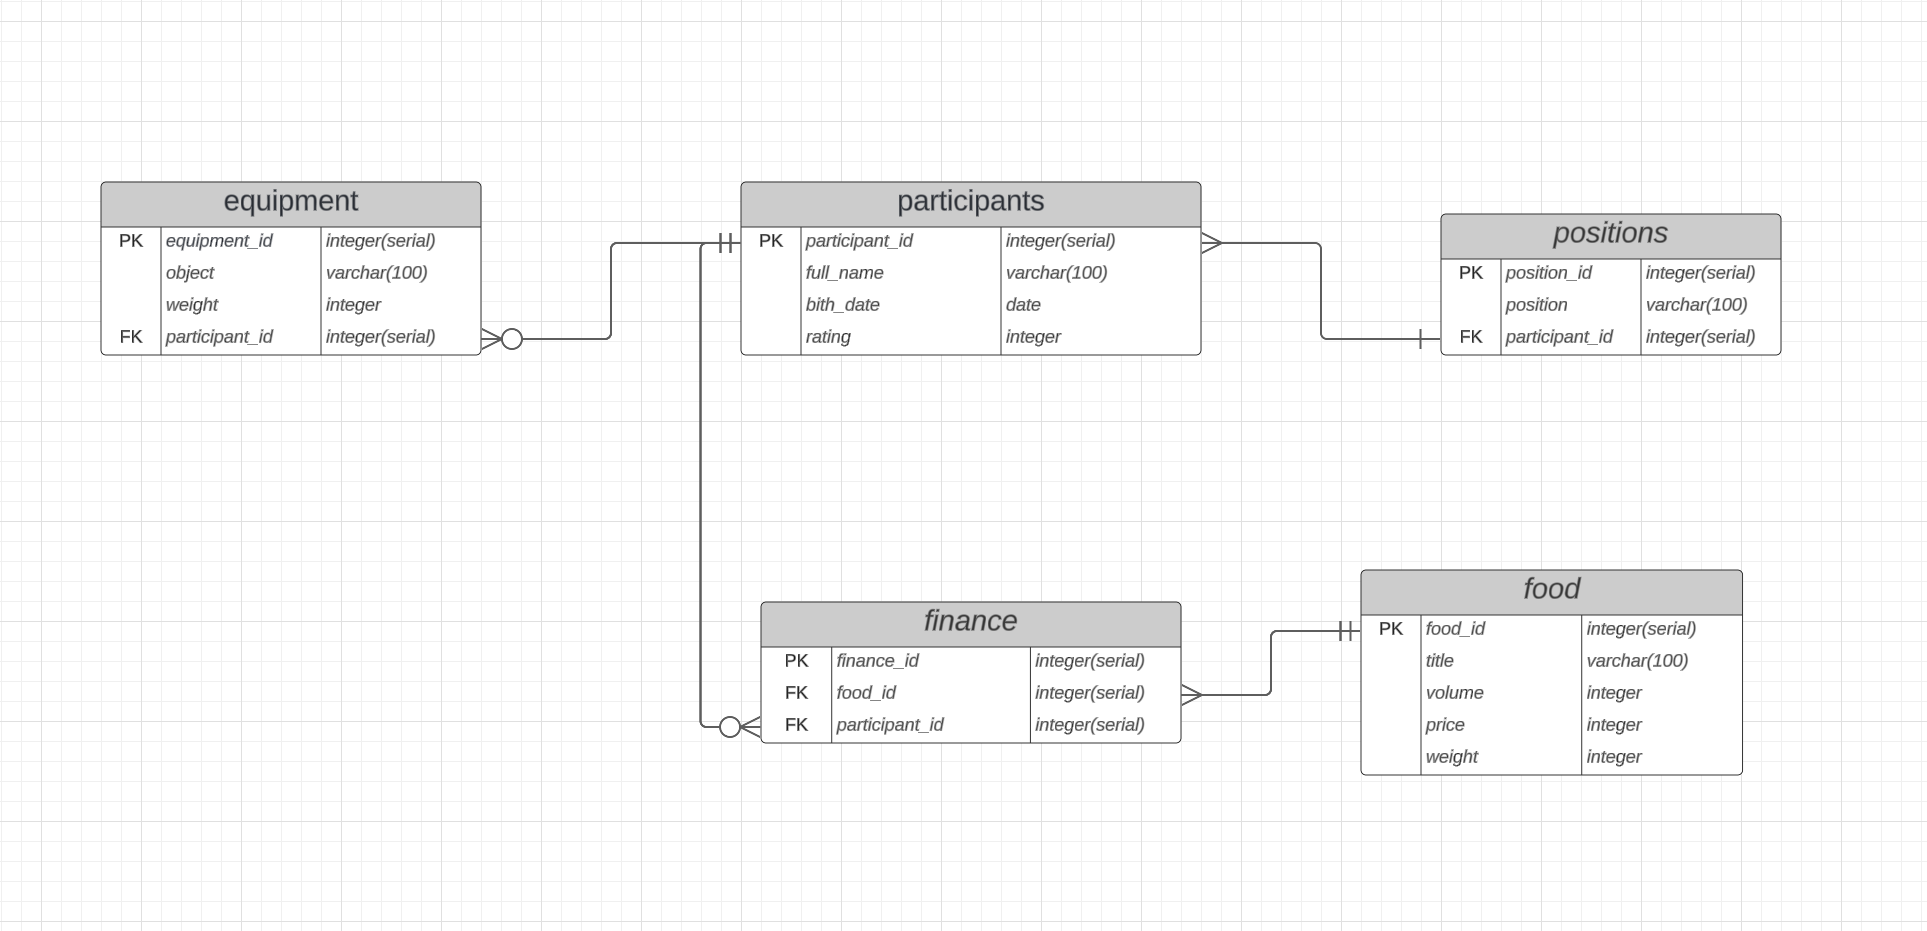 equipment
PK equipment_id integer(serial)
object varchar(100)
weight integer
FK participant_id integer(serial)
participants
PK participant_id integer(serial)
full_name varchar(100)
bith_date date
rating integer
positions
PK position_id integer(serial)
position varchar(100)
FK participant_id integer(serial)
finance
PK finance_id integer(serial)
FK food_id integer(serial)
FK participant_id integer(serial)
food
PK food_id integer(serial)
title varchar(100)
volume integer
price integer
weight integer